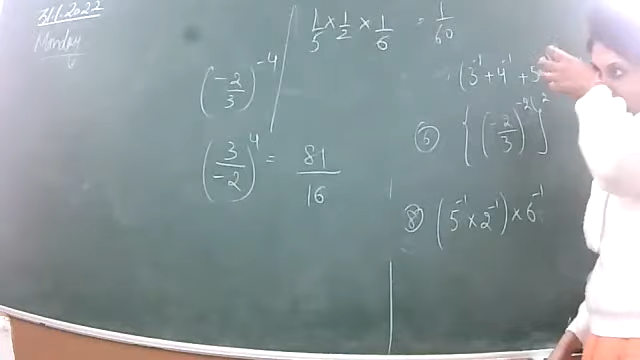 31.1.2022
Monday
1/5 × 1/2 × 1/6 = 1/60
(-2/3)^-4
(3/-2)^4 = 81/16
(3^-1 + 4^-1 + 5
⑥ {(-2/3)^-2}^2
⑧ (5^-1 × 2^-1) × 6^-1